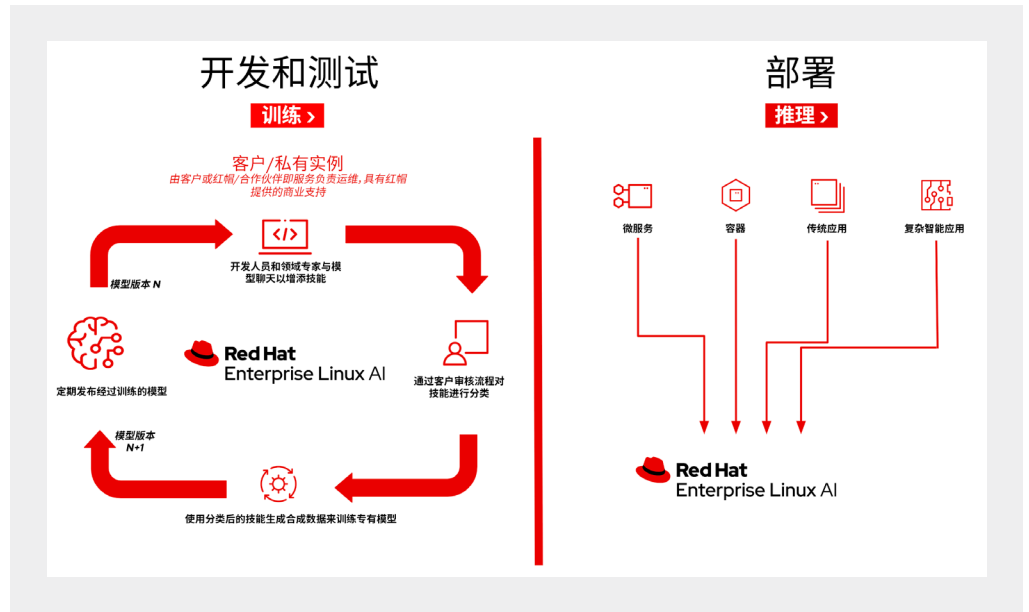 开发和测试
训练 ›
客户/私有实例
由客户或红帽/合作伙伴即服务负责运维，具有红帽
提供的商业支持
</>
开发人员和领域专家与模
型聊天以增添技能
模型版本 N
定期发布经过训练的模型
Red Hat
Enterprise Linux AI
通过客户审核流程对
技能进行分类
模型版本
N+1
使用分类后的技能生成合成数据来训练专有模型
部署
推理 ›
微服务
容器
传统应用
复杂智能应用
Red Hat
Enterprise Linux AI